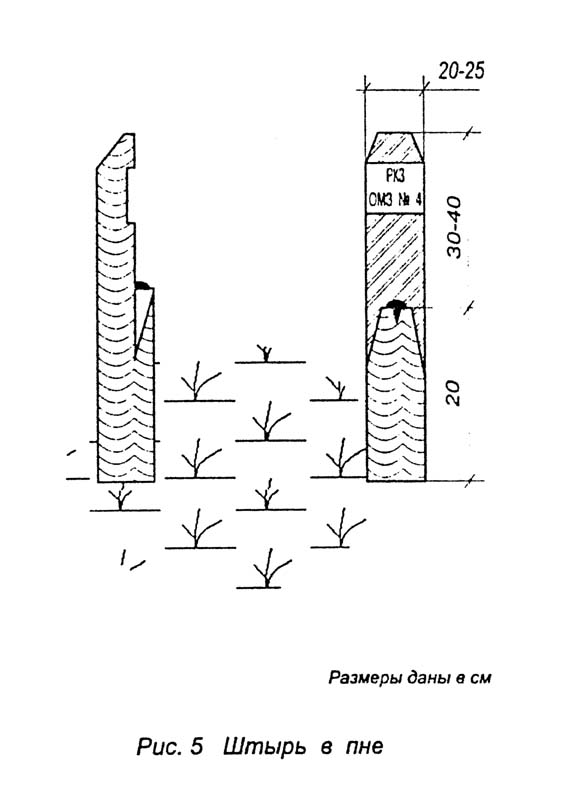 20-25
РКЗ
ОМЗ № 4
30-40
20
Размеры даны в см
Рис. 5 Штырь в пне